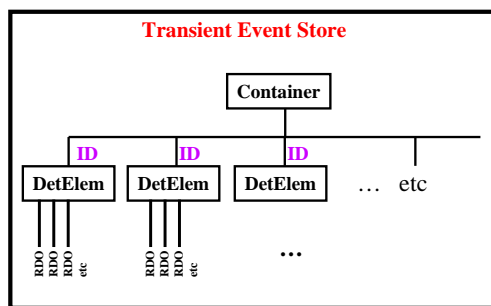 Transient Event Store
Container
ID ID ID
DetElem DetElem DetElem … etc
RDO RDO RDO etc RDO RDO RDO etc
…